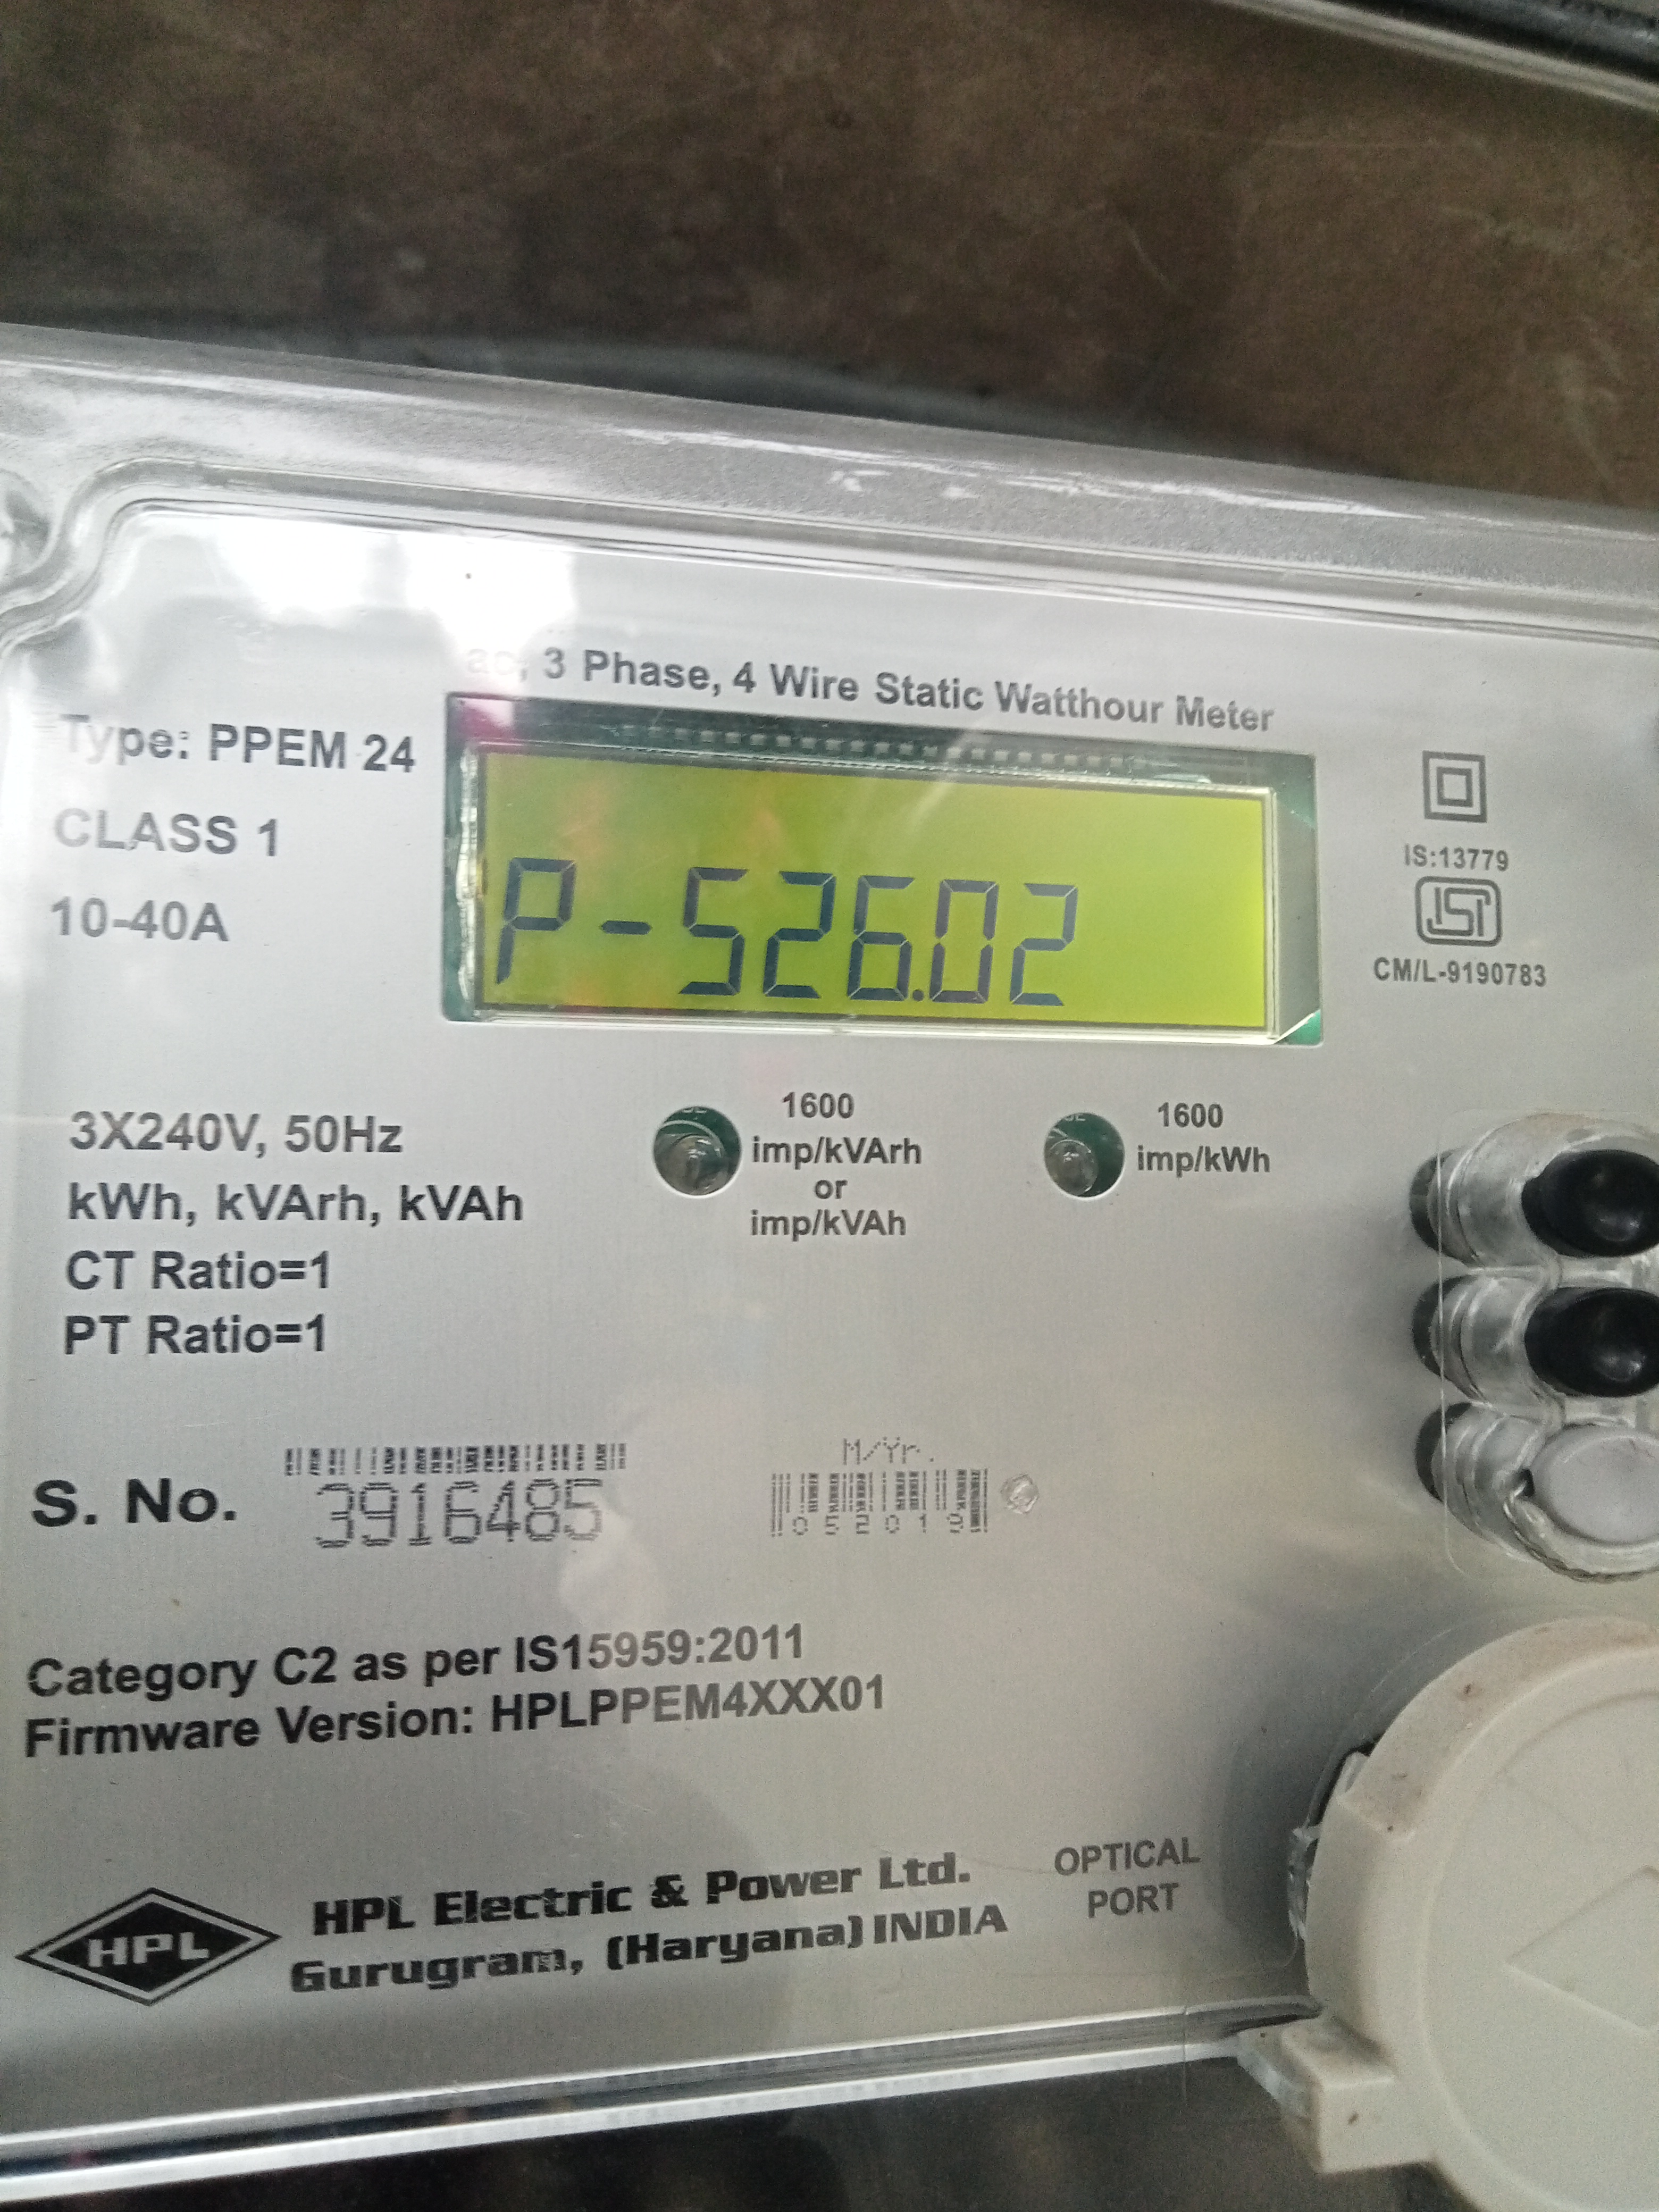 ac, 3 Phase, 4 Wire Static Watthour Meter
Type: PPEM 24
CLASS 1
10-40A
P-526.02
IS:13779
ISI
CM/L-9190783
3X240V, 50Hz
kWh, kVArh, kVAh
CT Ratio=1
PT Ratio=1
1600
imp/kVArh
or
imp/kVAh
1600
imp/kWh
S. No. 3916485
M/Yr.
052019
Category C2 as per IS15959:2011
Firmware Version: HPLPPEM4XXX01
HPL
HPL Electric & Power Ltd.
Gurugram, (Haryana) INDIA
OPTICAL
PORT